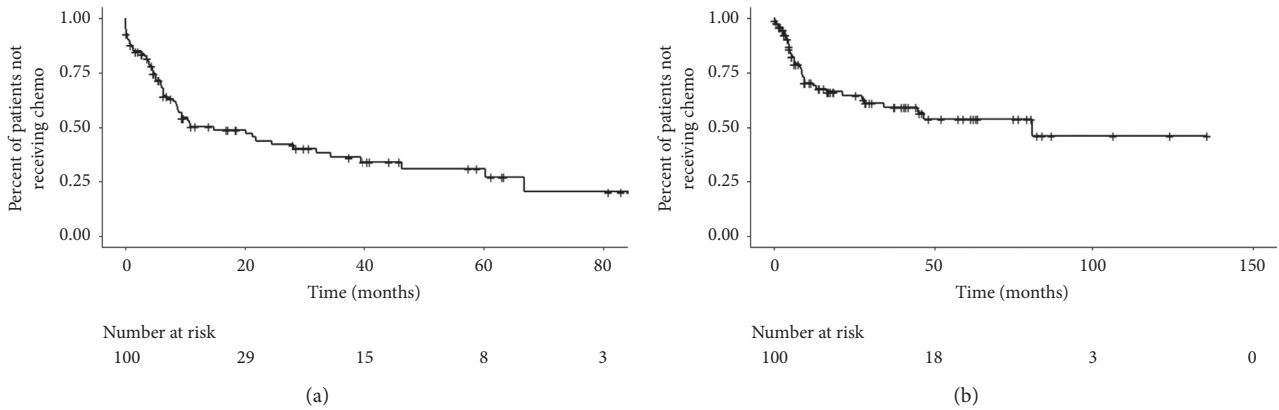 1.00
0.75
0.50
0.25
0.00
Percent of patients not
receiving chemo
0 20 40 60 80
Time (months)
Number at risk
100 29 15 8 3
(a)
1.00
0.75
0.50
0.25
0.00
Percent of patients not
receiving chemo
0 50 100 150
Time (months)
Number at risk
100 18 3 0
(b)